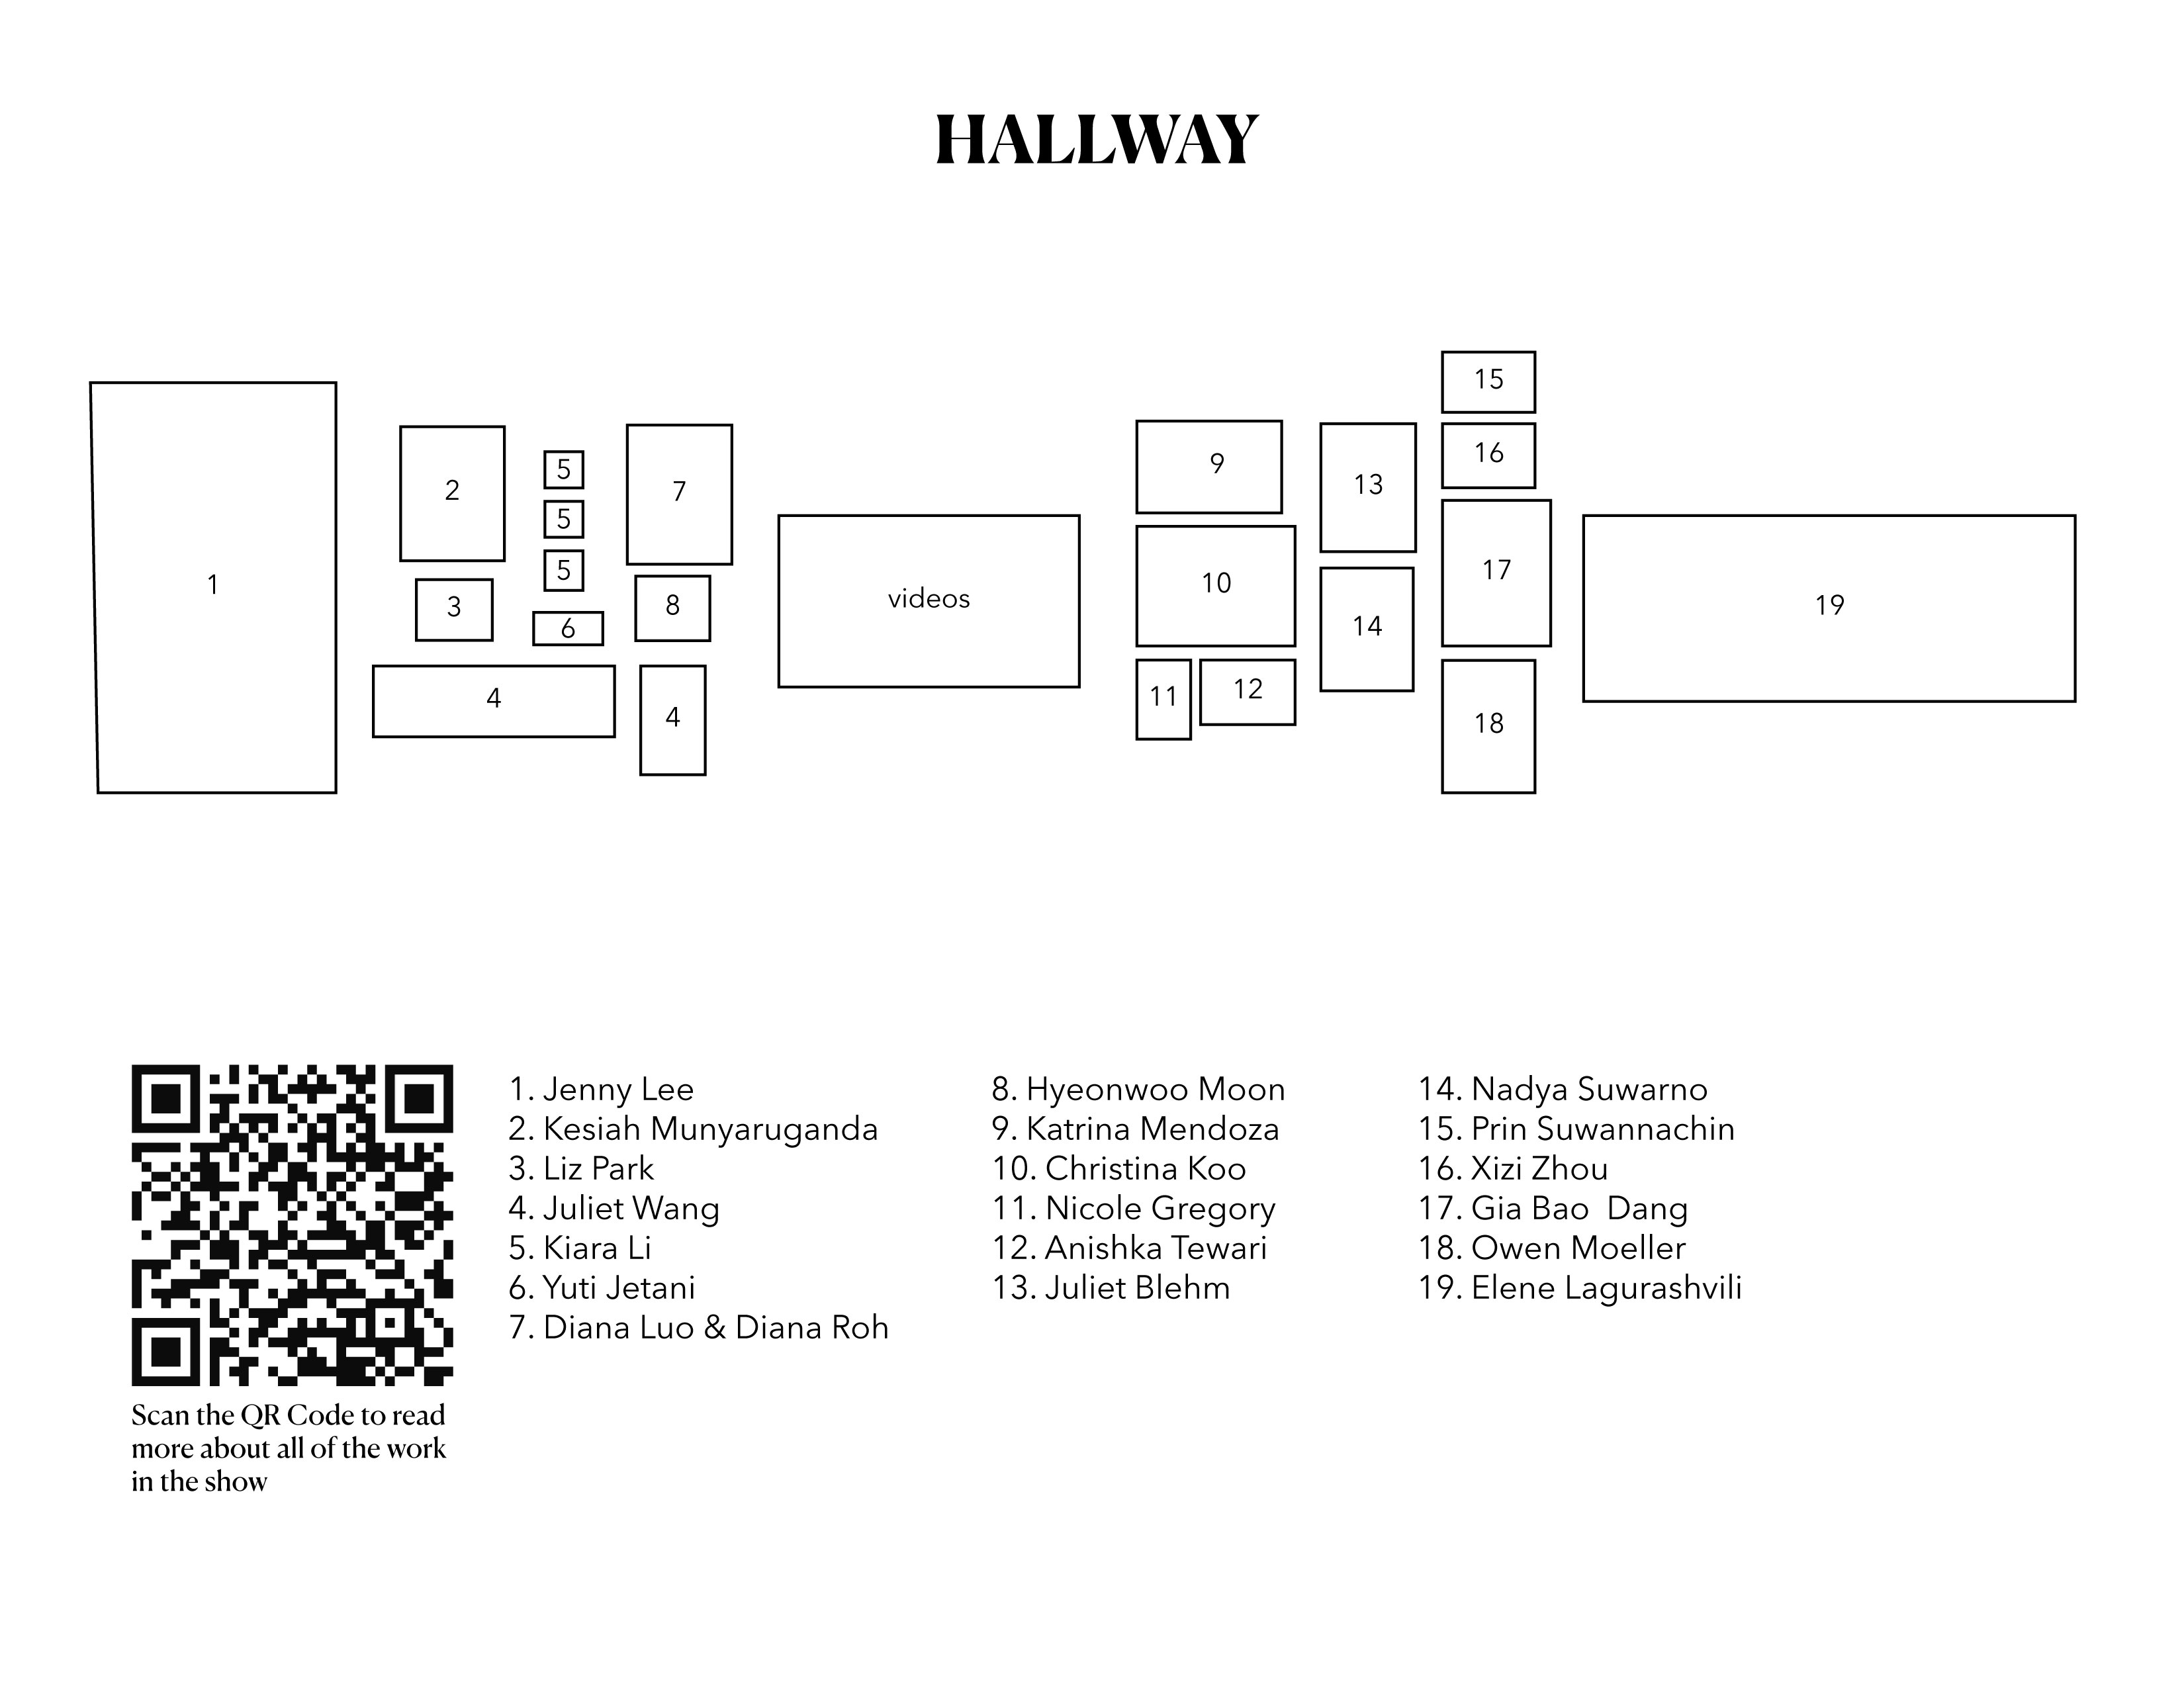 HALLWAY
1
2
3
4
5
5
5
6
7
8
4
videos
9
10
11
12
13
14
15
16
17
18
19
1. Jenny Lee
2. Kesiah Munyaruganda
3. Liz Park
4. Juliet Wang
5. Kiara Li
6. Yuti Jetani
7. Diana Luo & Diana Roh
8. Hyeonwoo Moon
9. Katrina Mendoza
10. Christina Koo
11. Nicole Gregory
12. Anishka Tewari
13. Juliet Blehm
14. Nadya Suwarno
15. Prin Suwannachin
16. Xizi Zhou
17. Gia Bao  Dang
18. Owen Moeller
19. Elene Lagurashvili
Scan the QR Code to read
more about all of the work
in the show